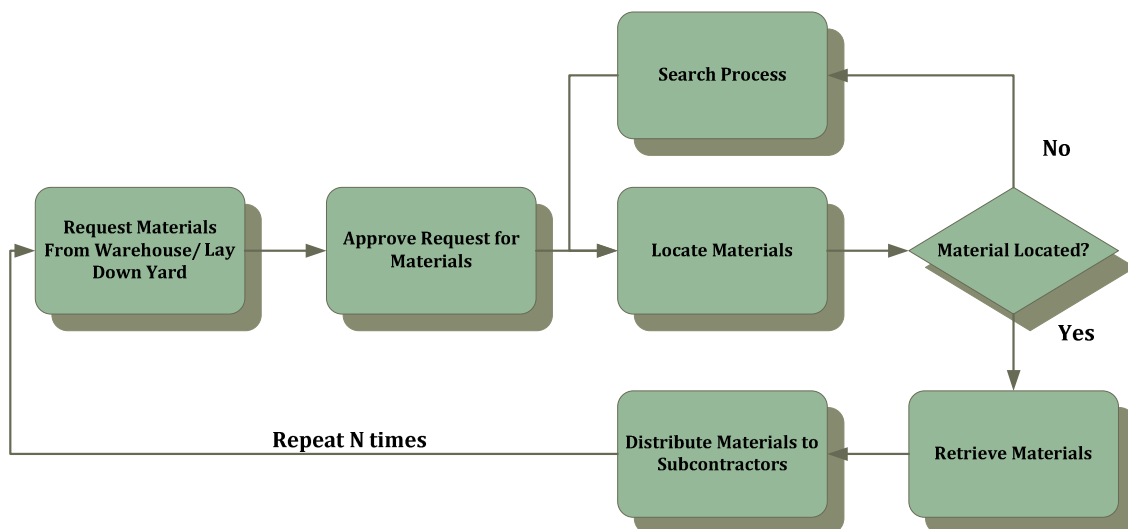 Search Process
No
Request Materials
From Warehouse/ Lay
Down Yard
Approve Request for
Materials
Locate Materials
Material Located?
Yes
Repeat N times
Distribute Materials to
Subcontractors
Retrieve Materials